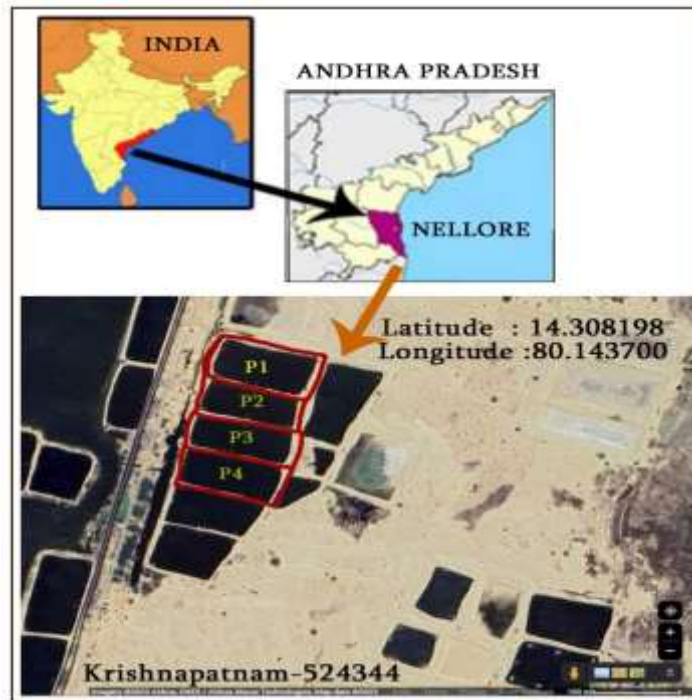 INDIA
ANDHRA PRADESH
NELLORE
Latitude : 14.308198
Longitude :80.143700
P1
P2
P3
P4
Krishnapatnam-524344